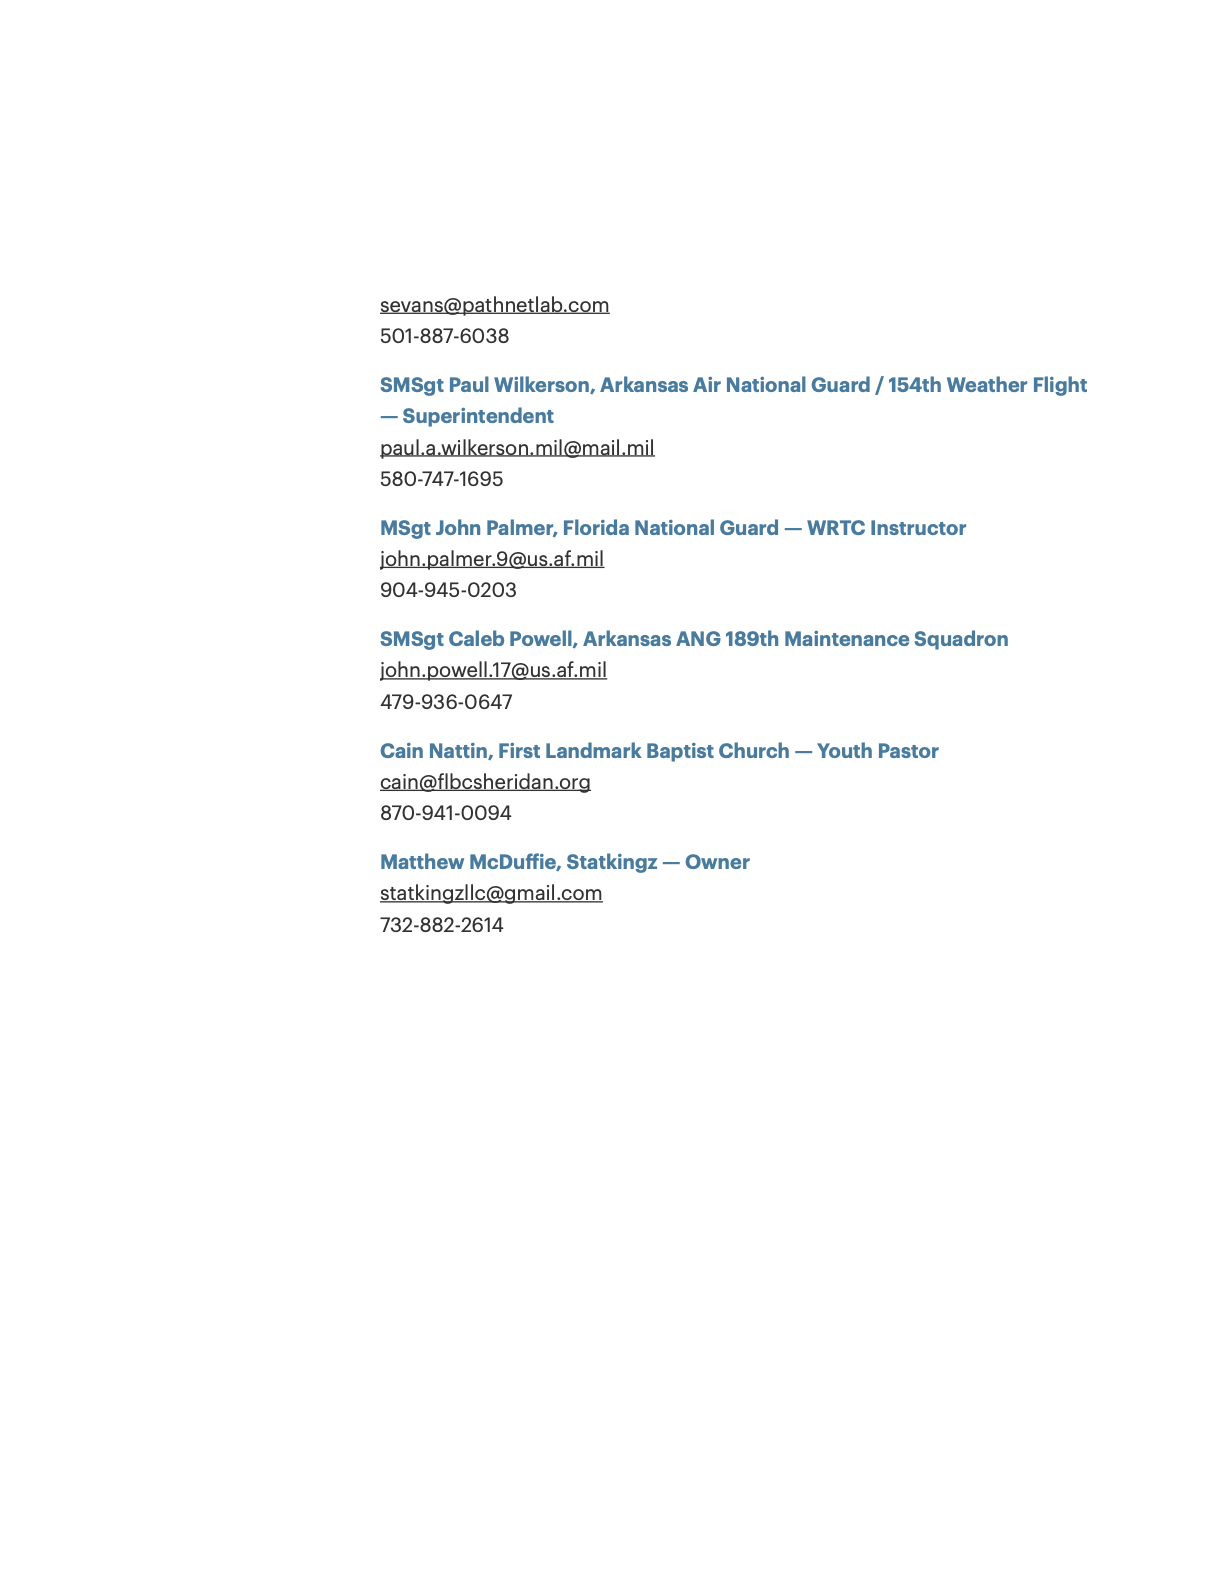 sevans@pathnetlab.com
501-887-6038
SMSgt Paul Wilkerson, Arkansas Air National Guard / 154th Weather Flight
— Superintendent
paul.a.wilkerson.mil@mail.mil
580-747-1695
MSgt John Palmer, Florida National Guard — WRTC Instructor
john.palmer.9@us.af.mil
904-945-0203
SMSgt Caleb Powell, Arkansas ANG 189th Maintenance Squadron
john.powell.17@us.af.mil
479-936-0647
Cain Nattin, First Landmark Baptist Church — Youth Pastor
cain@flbcsheridan.org
870-941-0094
Matthew McDuffie, Statkingz — Owner
statkingzllc@gmail.com
732-882-2614